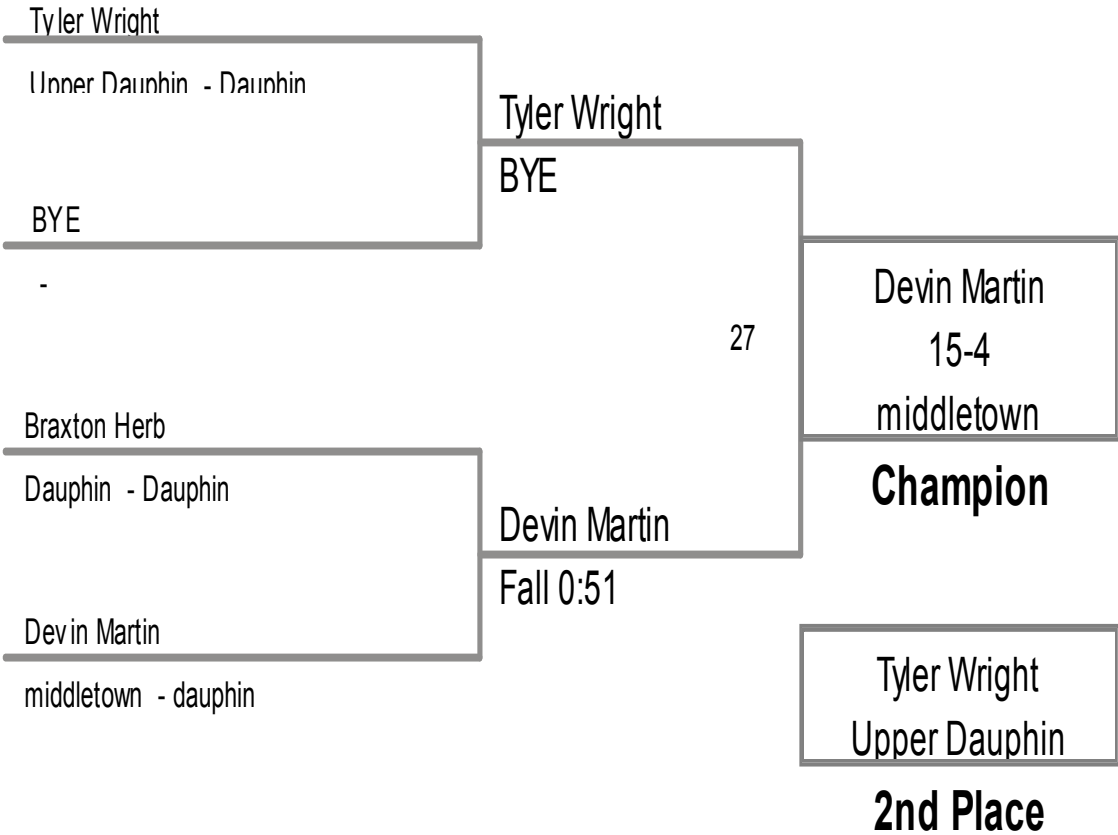 Tyler Wright
Upper Dauphin - Dauphin
Tyler Wright
BYE
BYE
-
27
Devin Martin
15-4
middletown
Champion
Braxton Herb
Dauphin - Dauphin
Devin Martin
Fall 0:51
Devin Martin
middletown - dauphin
Tyler Wright
Upper Dauphin
2nd Place